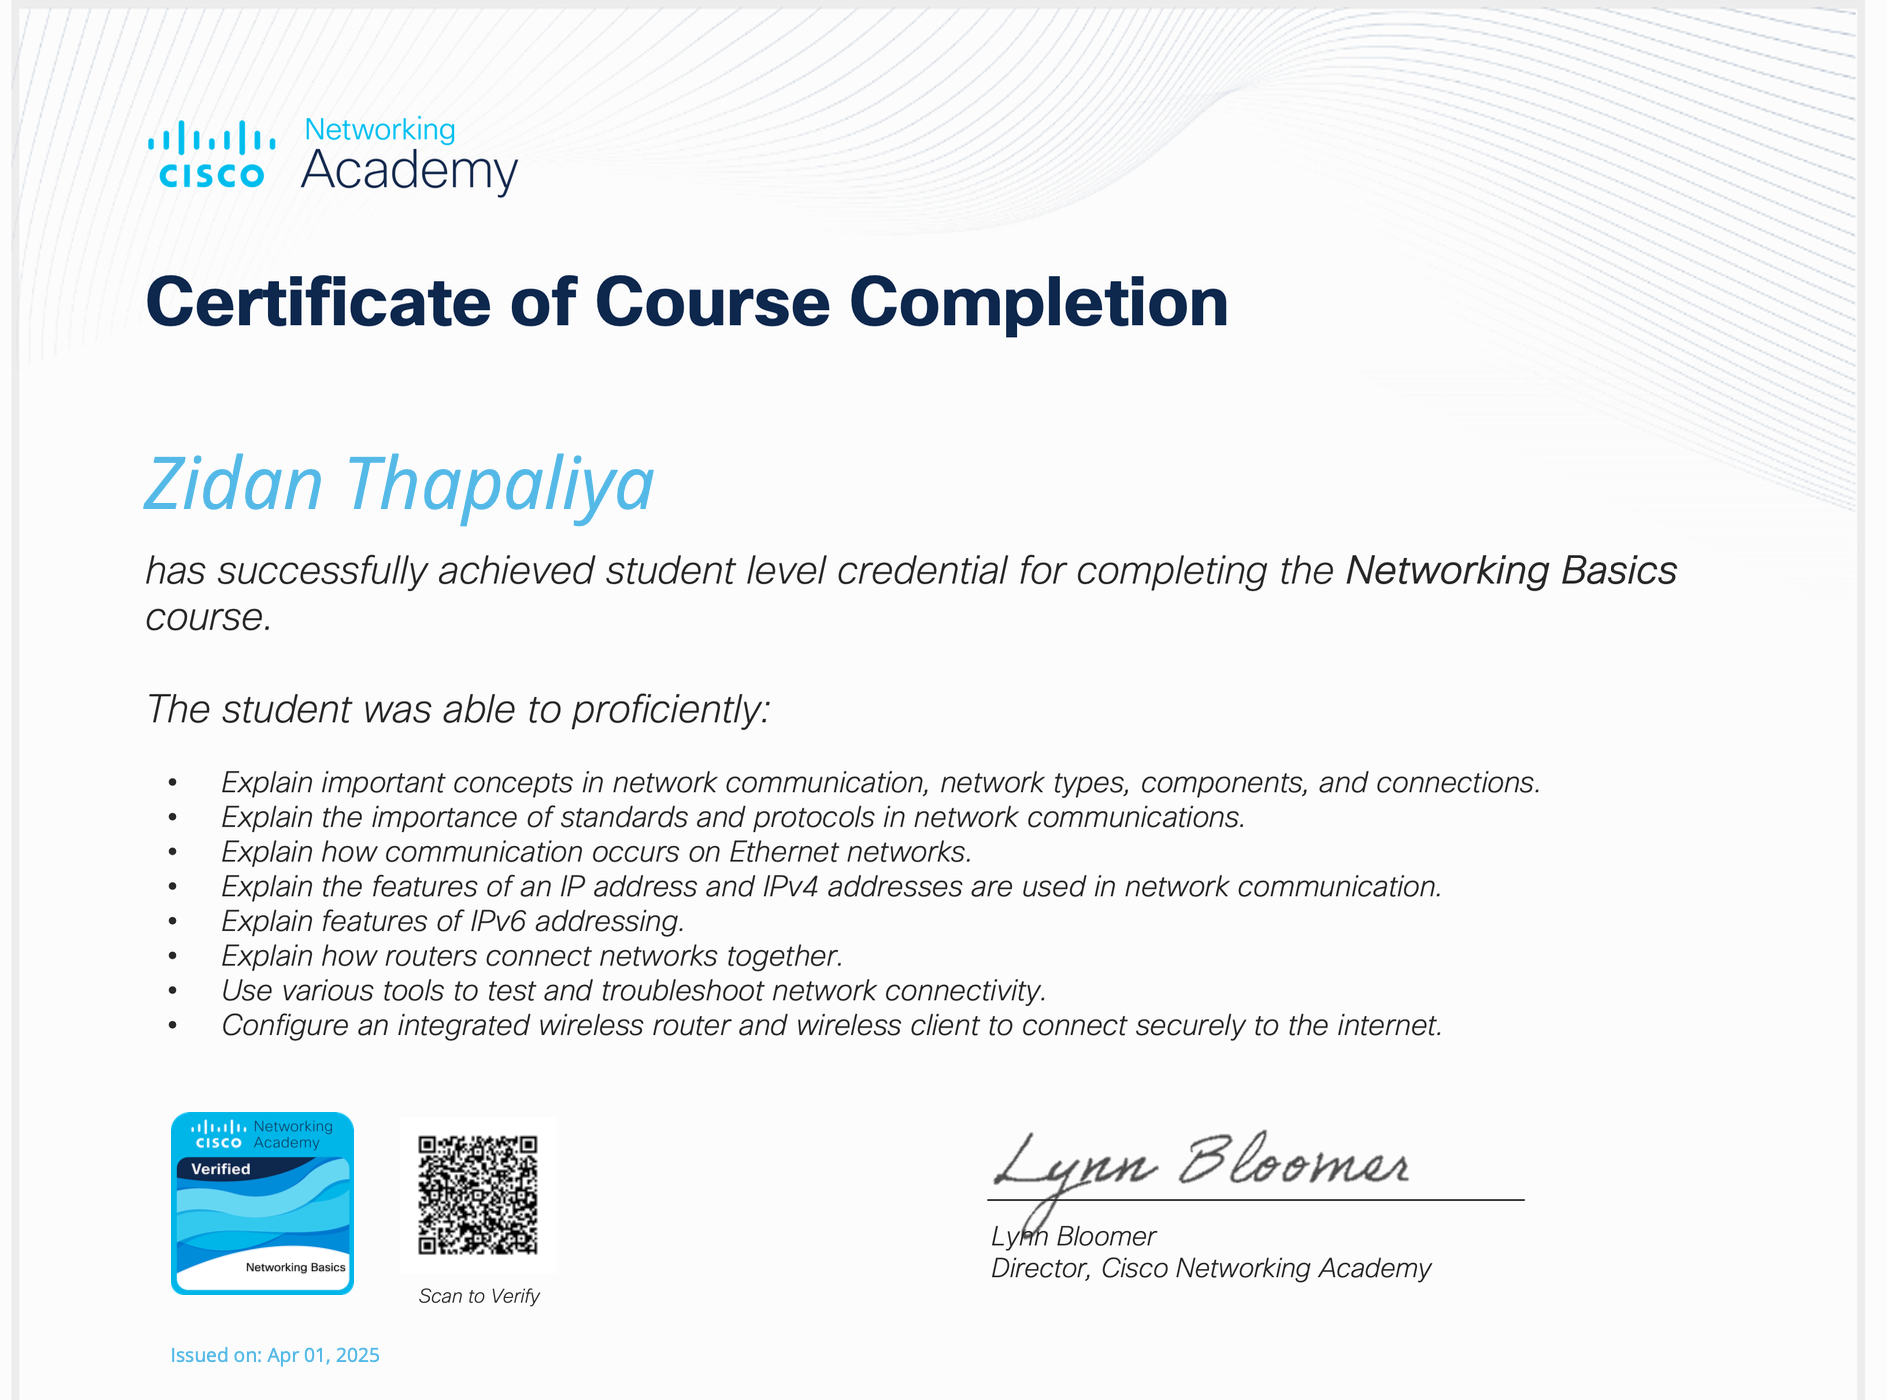 Networking
CISCO Academy
Certificate of Course Completion
Zidan Thapaliya
has successfully achieved student level credential for completing the Networking Basics
course.
The student was able to proficiently:
• Explain important concepts in network communication, network types, components, and connections.
• Explain the importance of standards and protocols in network communications.
• Explain how communication occurs on Ethernet networks.
• Explain the features of an IP address and IPv4 addresses are used in network communication.
• Explain features of IPv6 addressing.
• Explain how routers connect networks together.
• Use various tools to test and troubleshoot network connectivity.
• Configure an integrated wireless router and wireless client to connect securely to the internet.
Networking
CISCO Academy
Verified
Networking Basics
Scan to Verify
Lynn Bloomer
Lynn Bloomer
Director, Cisco Networking Academy
Issued on: Apr 01, 2025